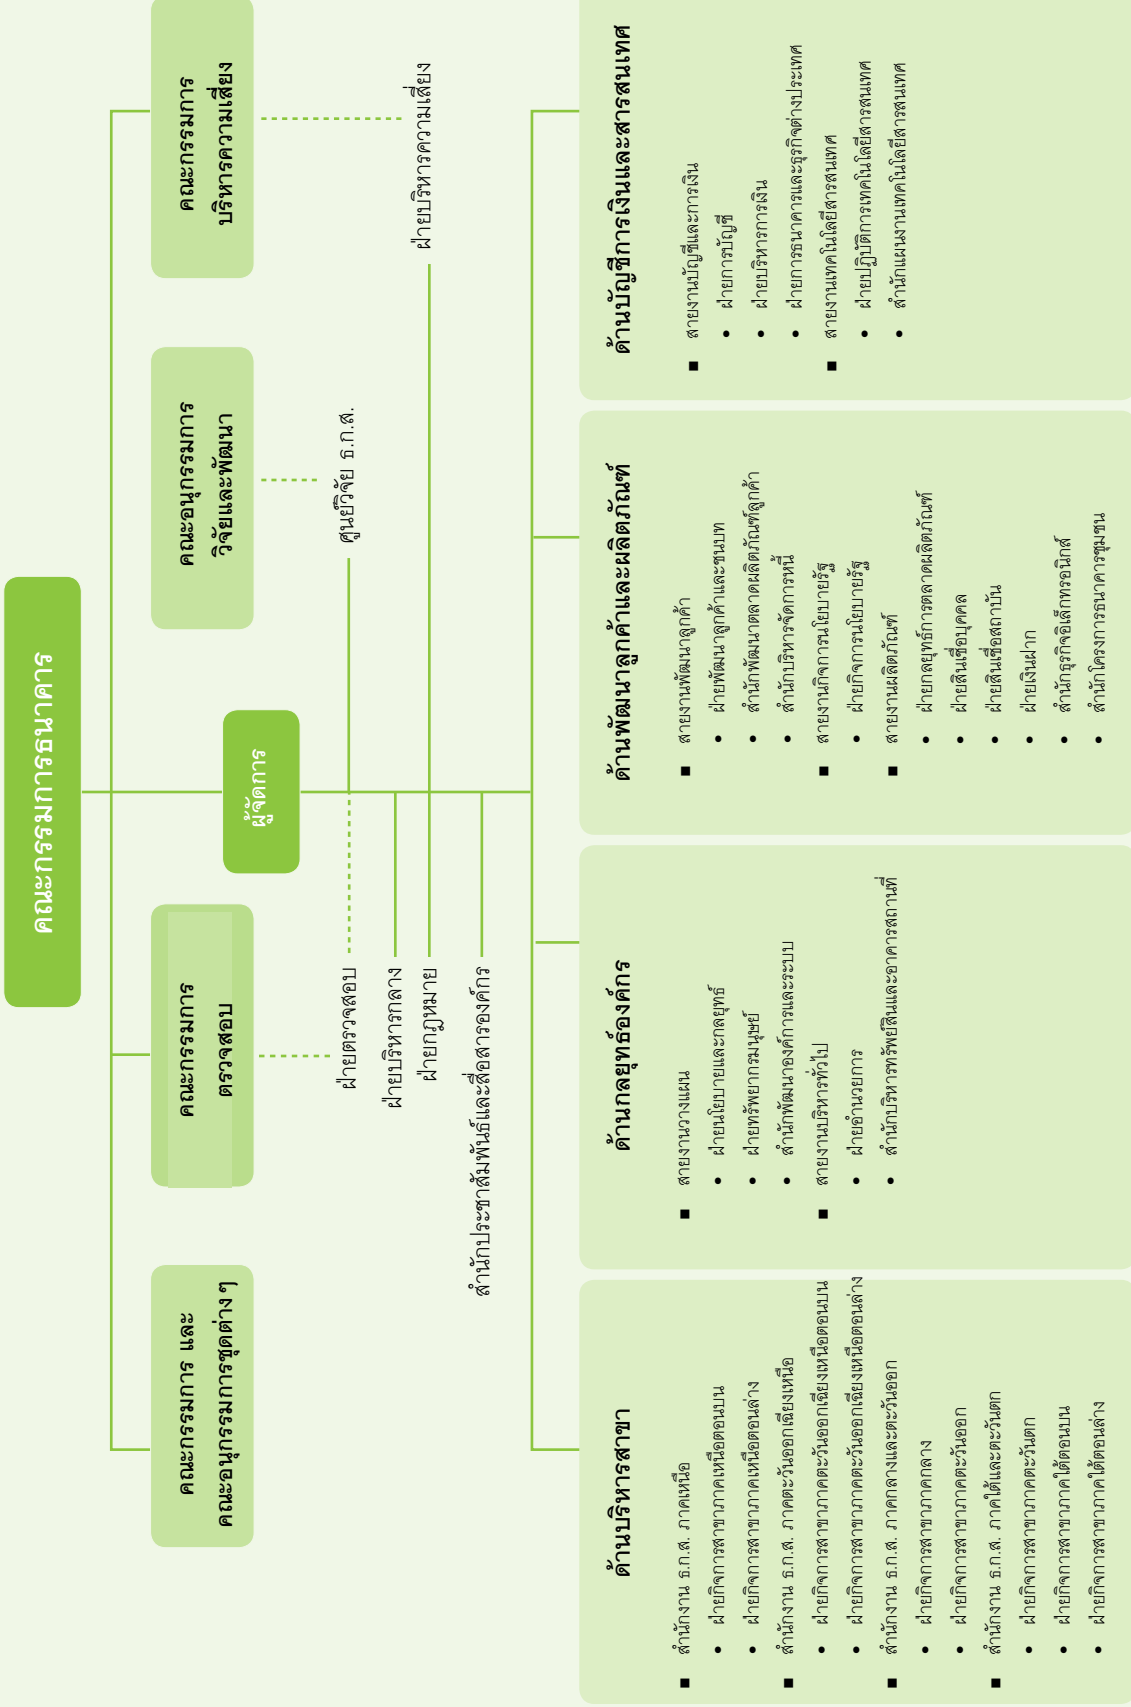 คณะกรรมการธนาคาร
คณะกรรมการ และ
คณะอนุกรรมการชุดต่าง ๆ
คณะกรรมการ
ตรวจสอบ
คณะอนุกรรมการ
วิจัยและพัฒนา
คณะกรรมการ
บริหารความเสี่ยง
ผู้จัดการ
ฝ่ายตรวจสอบ
ศูนย์วิจัย ธ.ก.ส.
ฝ่ายบริหารกลาง
ฝ่ายกฎหมาย
ฝ่ายบริหารความเสี่ยง
สำนักประชาสัมพันธ์และสื่อสารองค์กร
ด้านบริหารสาขา
■ สำนักงาน ธ.ก.ส. ภาคเหนือ
• ฝ่ายกิจการสาขาภาคเหนือตอนบน
• ฝ่ายกิจการสาขาภาคเหนือตอนล่าง
■ สำนักงาน ธ.ก.ส. ภาคตะวันออกเฉียงเหนือ
• ฝ่ายกิจการสาขาภาคตะวันออกเฉียงเหนือตอนบน
• ฝ่ายกิจการสาขาภาคตะวันออกเฉียงเหนือตอนล่าง
■ สำนักงาน ธ.ก.ส. ภาคกลางและตะวันออก
• ฝ่ายกิจการสาขาภาคกลาง
• ฝ่ายกิจการสาขาภาคตะวันออก
■ สำนักงาน ธ.ก.ส. ภาคใต้และตะวันตก
• ฝ่ายกิจการสาขาภาคตะวันตก
• ฝ่ายกิจการสาขาภาคใต้ตอนบน
• ฝ่ายกิจการสาขาภาคใต้ตอนล่าง
ด้านกลยุทธ์องค์กร
■ สายงานวางแผน
• ฝ่ายนโยบายและกลยุทธ์
• ฝ่ายทรัพยากรมนุษย์
• สำนักพัฒนาองค์การและระบบ
■ สายงานบริหารทั่วไป
• ฝ่ายอำนวยการ
• สำนักบริหารทรัพย์สินและอาคารสถานที่
ด้านพัฒนาลูกค้าและผลิตภัณฑ์
■ สายงานพัฒนาลูกค้า
• ฝ่ายพัฒนาลูกค้าและชนบท
• สำนักพัฒนาตลาดผลิตภัณฑ์ลูกค้า
• สำนักบริหารจัดการหนี้
■ สายงานกิจการนโยบายรัฐ
• ฝ่ายกิจการนโยบายรัฐ
■ สายงานผลิตภัณฑ์
• ฝ่ายกลยุทธ์การตลาดผลิตภัณฑ์
• ฝ่ายสินเชื่อบุคคล
• ฝ่ายสินเชื่อสถาบัน
• ฝ่ายเงินฝาก
• สำนักธุรกิจอิเล็กทรอนิกส์
• สำนักโครงการธนาคารชุมชน
ด้านบัญชีการเงินและสารสนเทศ
■ สายงานบัญชีและการเงิน
• ฝ่ายการบัญชี
• ฝ่ายบริหารการเงิน
• ฝ่ายการธนาคารและธุรกิจต่างประเทศ
■ สายงานเทคโนโลยีสารสนเทศ
• ฝ่ายปฏิบัติการเทคโนโลยีสารสนเทศ
• สำนักแผนงานเทคโนโลยีสารสนเทศ